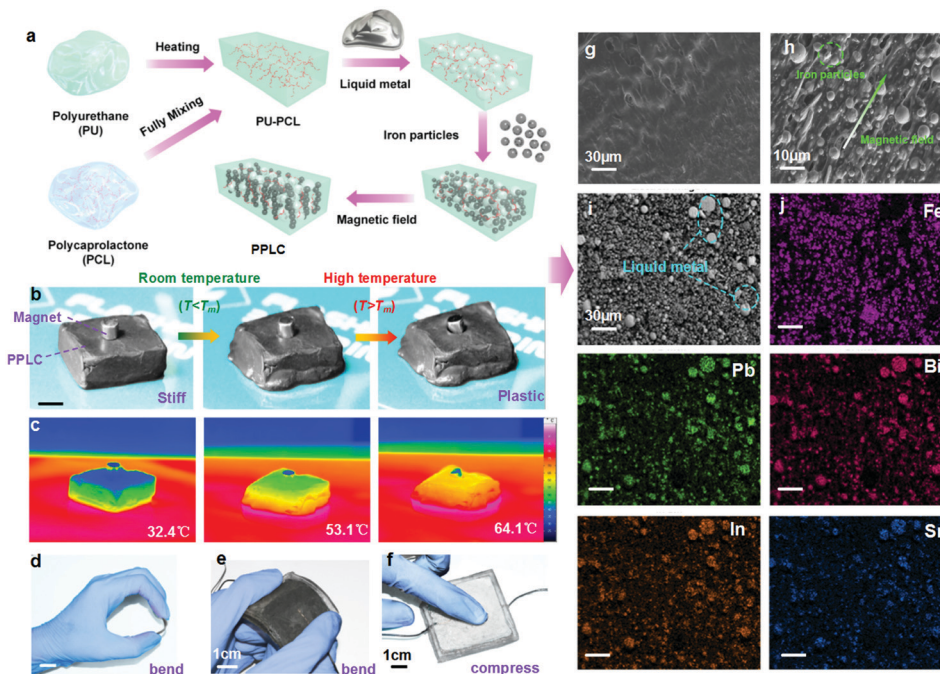 a
Polyurethane
(PU)
Heating
Fully Mixing
Polycaprolactone
(PCL)
PU-PCL
Liquid metal
Iron particles
Magnetic field
PPLC
b
Room temperature
(T<Tm)
High temperature
(T>Tm)
Magnet
PPLC
Stiff
Plastic
c
32.4℃
53.1℃
64.1℃
d
bend
e
1cm
bend
f
1cm
compress
g
30μm
h
Iron particles
Magnetic field
10μm
i
Liquid metal
30μm
j
Fe
Pb
Bi
In
Sn